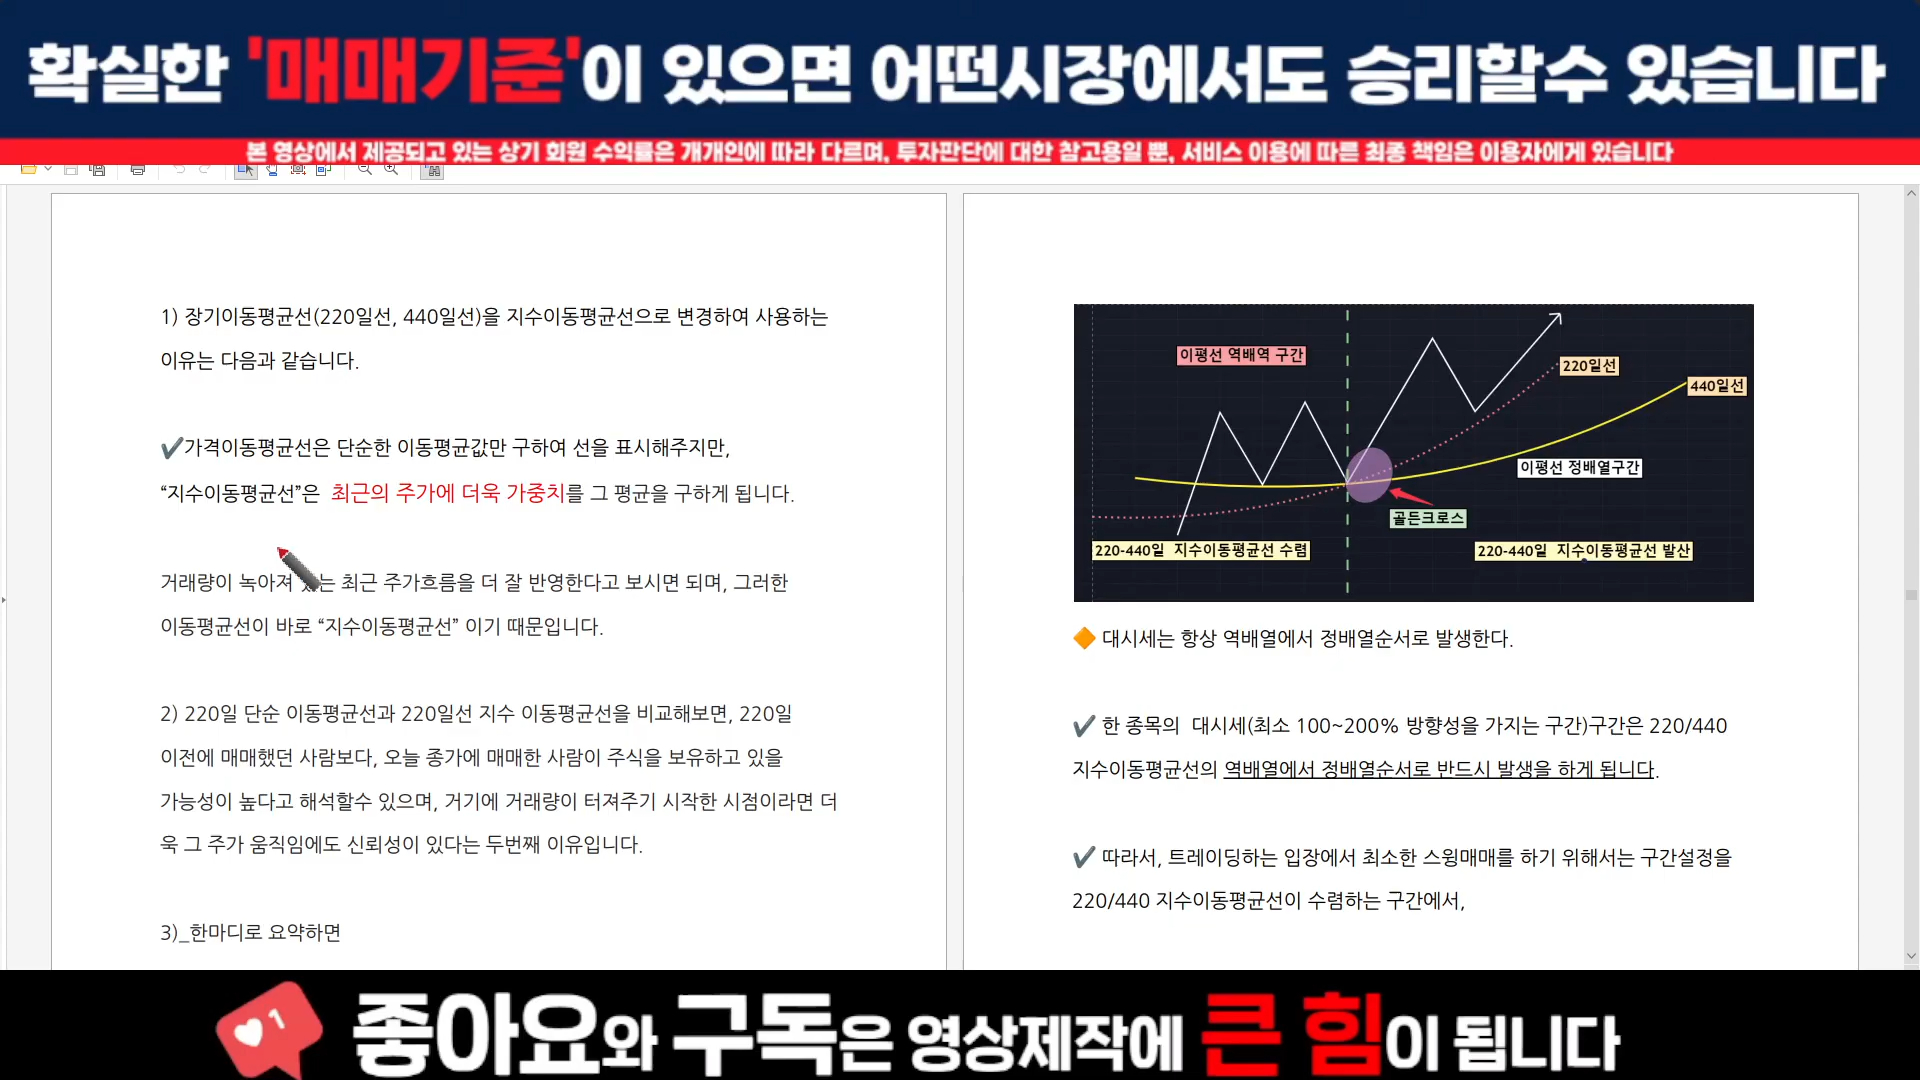 확실한 '매매기준'이 있으면 어떤시장에서도 승리할수 있습니다
본 영상에서 제공되고 있는 상기 회원 수익률은 개개인에 따라 다르며, 투자판단에 대한 참고용일 뿐, 서비스 이용에 따른 최종 책임은 이용자에게 있습니다
1) 장기이동평균선(220일선, 440일선)을 지수이동평균선으로 변경하여 사용하는
이유는 다음과 같습니다.
✔가격이동평균선은 단순한 이동평균값만 구하여 선을 표시해주지만,
“지수이동평균선”은 최근의 주가에 더욱 가중치를 그 평균을 구하게 됩니다.
거래량이 녹아져 는 최근 주가흐름을 더 잘 반영한다고 보시면 되며, 그러한
이동평균선이 바로 “지수이동평균선” 이기 때문입니다.
2) 220일 단순 이동평균선과 220일선 지수 이동평균선을 비교해보면, 220일
이전에 매매했던 사람보다, 오늘 종가에 매매한 사람이 주식을 보유하고 있을
가능성이 높다고 해석할수 있으며, 거기에 거래량이 터져주기 시작한 시점이라면 더
욱 그 주가 움직임에도 신뢰성이 있다는 두번째 이유입니다.
3)_한마디로 요약하면
이평선 역배역 구간
220일선
440일선
이평선 정배열구간
골든크로스
220-440일 지수이동평균선 수렴
220-440일 지수이동평균선 발산
🔶 대시세는 항상 역배열에서 정배열순서로 발생한다.
✔ 한 종목의 대시세(최소 100~200% 방향성을 가지는 구간)구간은 220/440
지수이동평균선의 역배열에서 정배열순서로 반드시 발생을 하게 됩니다.
✔ 따라서, 트레이딩하는 입장에서 최소한 스윙매매를 하기 위해서는 구간설정을
220/440 지수이동평균선이 수렴하는 구간에서,
1
좋아요와 구독은 영상제작에 큰 힘이 됩니다